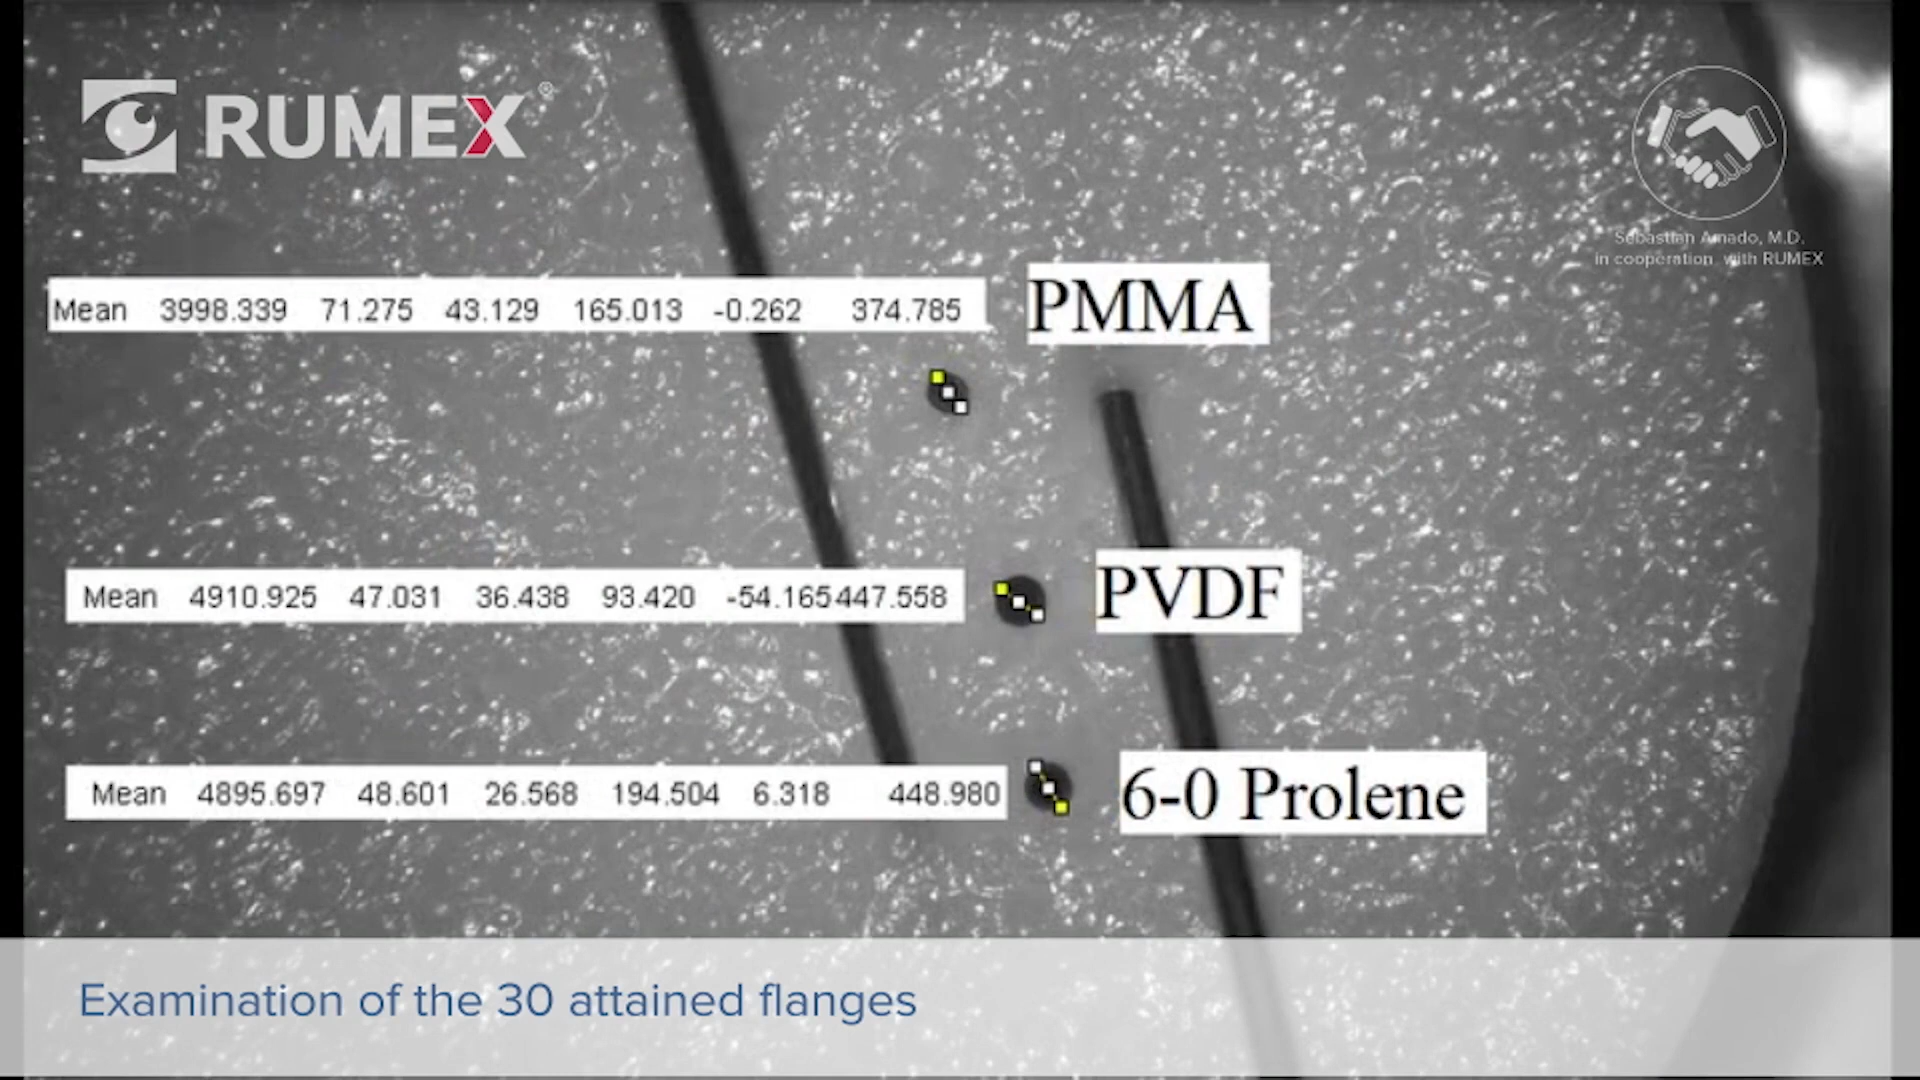 RUMEX®
Sebastian Amado, M.D.
in cooperation with RUMEX
Mean 3998.339 71.275 43.129 165.013 -0.262 374.785
PMMA
Mean 4910.925 47.031 36.438 93.420 -54.165 447.558
PVDF
Mean 4895.697 48.601 26.568 194.504 6.318 448.980
6-0 Prolene
Examination of the 30 attained flanges